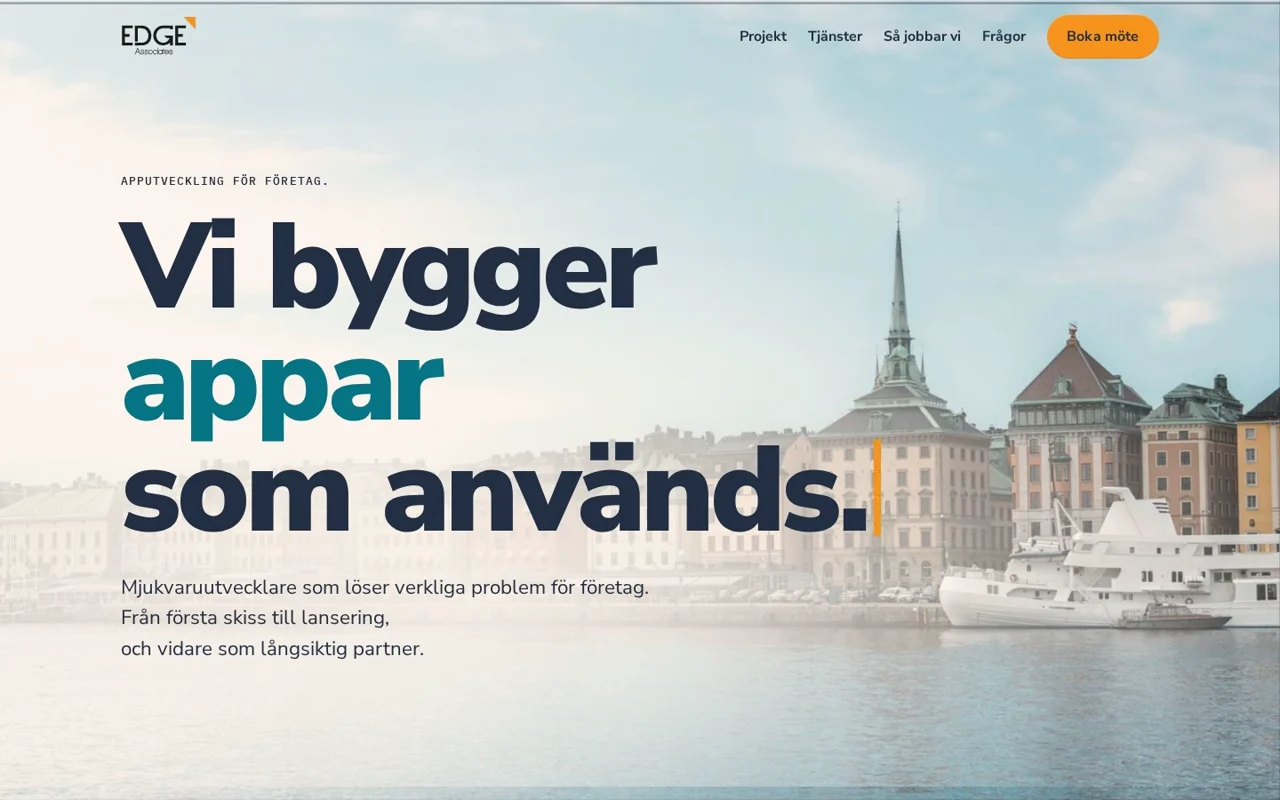 EDGE
Associates
Projekt
Tjänster
Så jobbar vi
Frågor
Boka möte
APPUTVECKLING FÖR FÖRETAG.
Vi bygger
appar
som används.
Mjukvaruutvecklare som löser verkliga problem för företag.
Från första skiss till lansering,
och vidare som långsiktig partner.